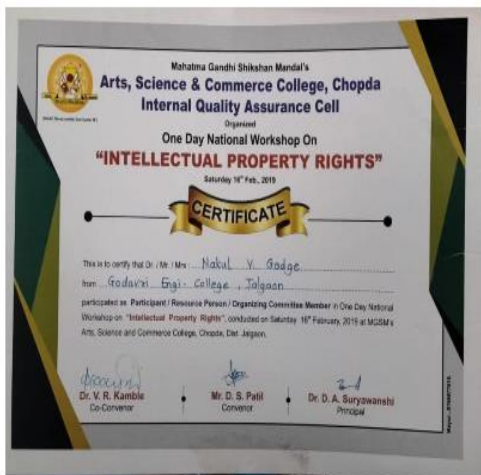 Mahatma Gandhi Shikshan Mandal's
Arts, Science & Commerce College, Chopda
Internal Quality Assurance Cell
Organized
One Day National Workshop On
"INTELLECTUAL PROPERTY RIGHTS"
Saturday 16th Feb., 2019
CERTIFICATE
This is to certify that Dr. / Mr. / Mrs. Nakul V. Gadge
from Godavri Engi. College, Jalgaon
participated as Participant / Resource Person / Organizing Committee Member in One Day National
Workshop on "Intellectual Property Rights", conducted on Saturday 16th February, 2019 at MGSM's
Arts, Science and Commerce College, Chopda, Dist. Jalgaon.
Dr. V. R. Kamble
Mr. D. S. Patil
Dr. D. A. Suryawanshi
Co-Convenor
Convenor
Principal